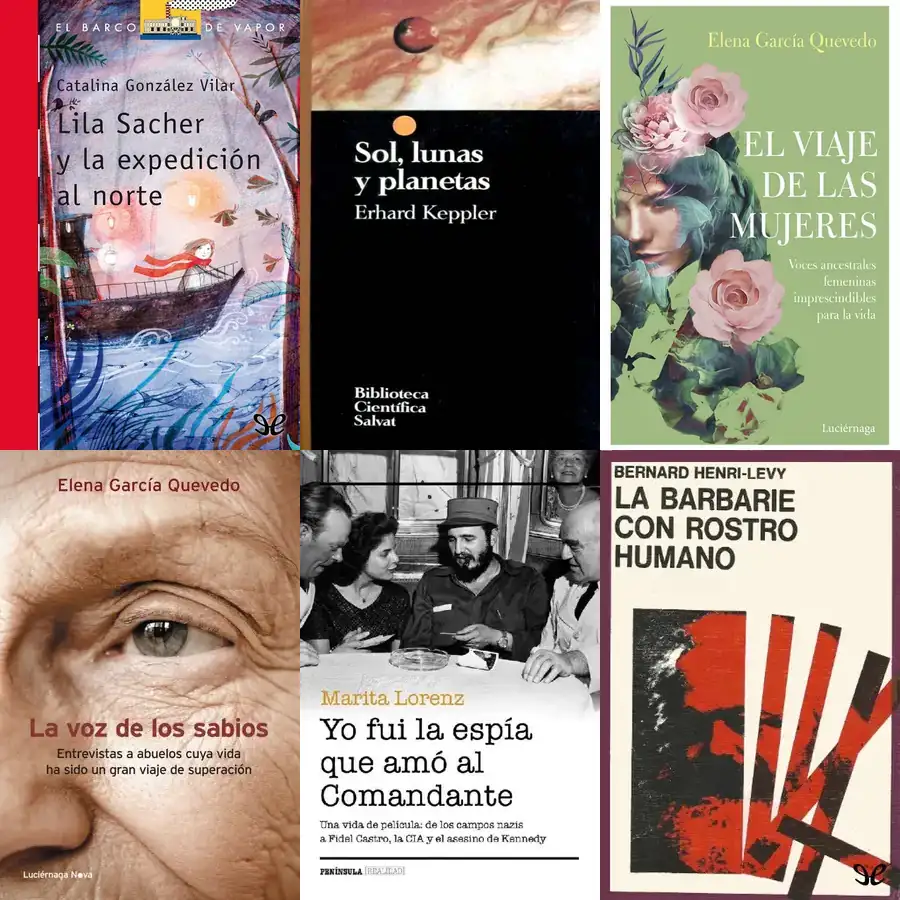 EL BARCO DE VAPOR
Catalina González Vilar
Lila Sacher
y la expedición
al norte
Sol, lunas
y planetas
Erhard Keppler
Biblioteca
Científica
Salvat
Elena García Quevedo
EL VIAJE
DE LAS
MUJERES
Voces ancestrales
femeninas
imprescindibles
para la vida
Luciérnaga
Elena García Quevedo
La voz de los sabios
Entrevistas a abuelos cuya vida
ha sido un gran viaje de superación
Luciérnaga Nova
Marita Lorenz
Yo fui la espía
que amó al
Comandante
Una vida de película: de los campos nazis
a Fidel Castro, la CIA y el asesino de Kennedy
PENÍNSULA REALIDAD
BERNARD HENRI-LEVY
LA BARBARIE
CON ROSTRO
HUMANO